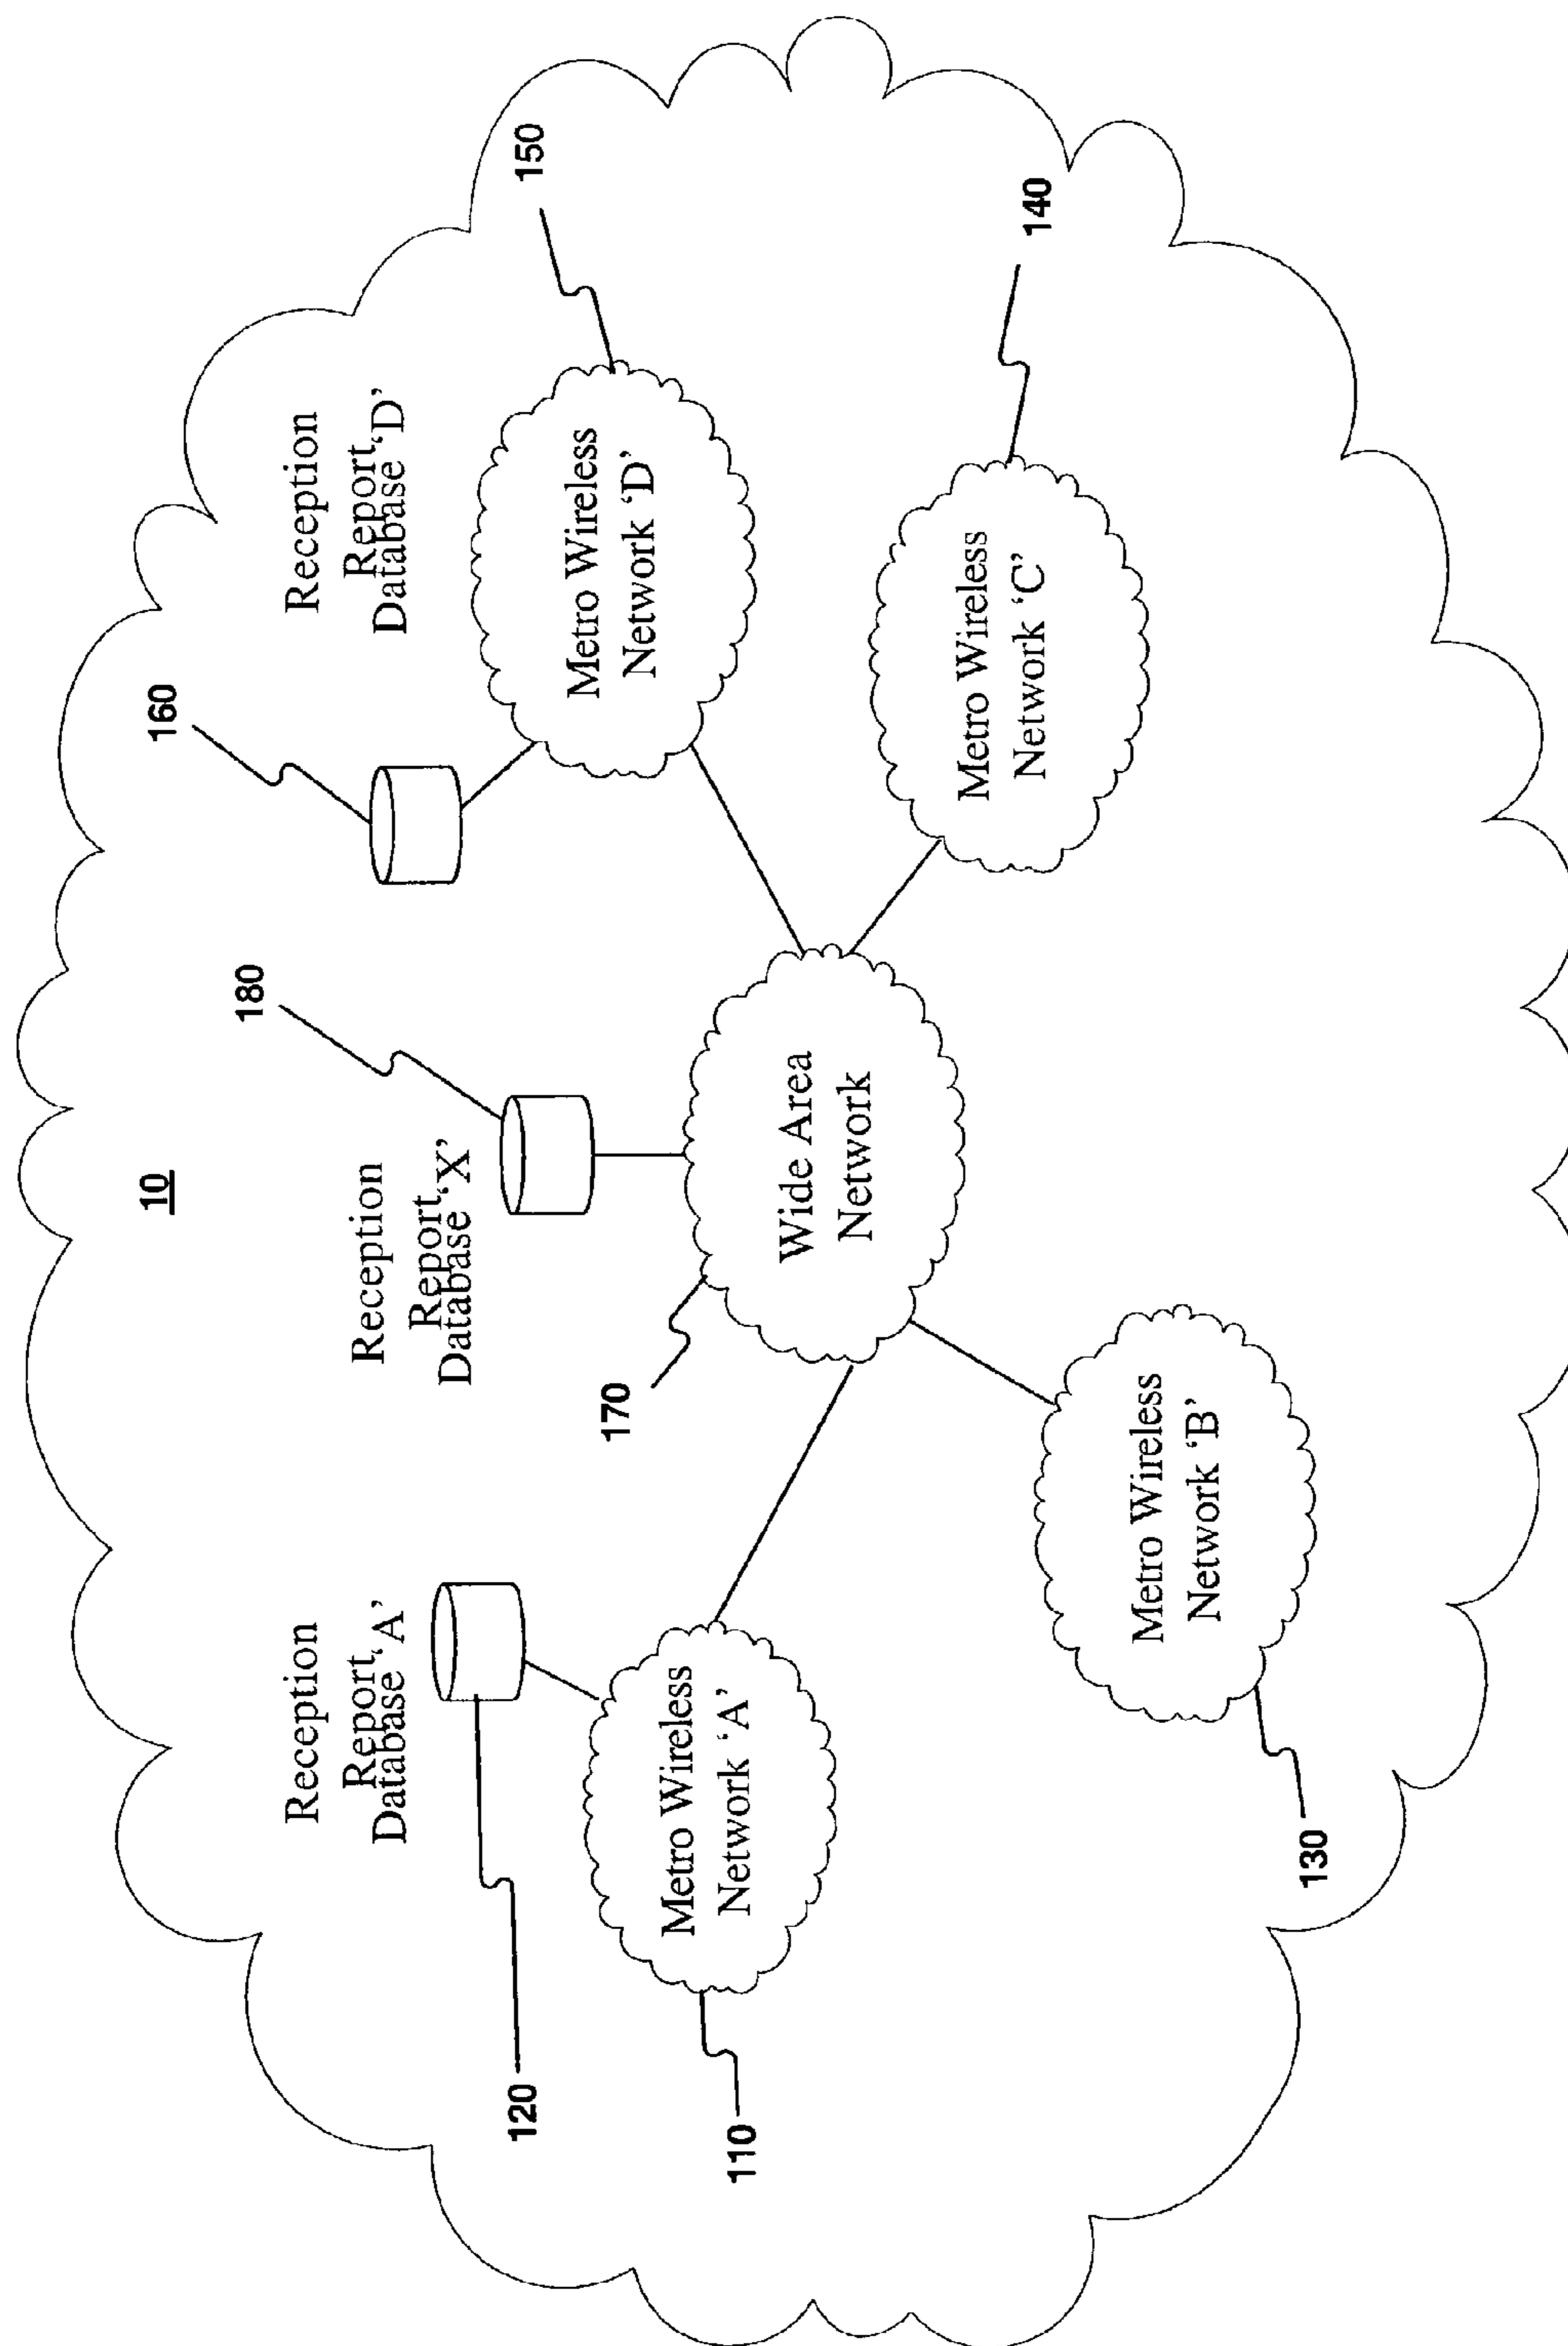 10
Reception
Report
Database 'A'
120
Metro Wireless
Network 'A'
110
Reception
Report
Database 'X'
180
170
Wide Area
Network
Reception
Report
Database 'D'
160
Metro Wireless
Network 'D'
150
Metro Wireless
Network 'B'
130
Metro Wireless
Network 'C'
140